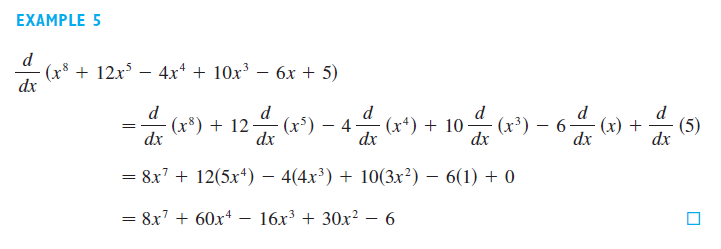 EXAMPLE 5
d/dx (x⁸ + 12x⁵ − 4x⁴ + 10x³ − 6x + 5)
= d/dx (x⁸) + 12 d/dx (x⁵) − 4 d/dx (x⁴) + 10 d/dx (x³) − 6 d/dx (x) + d/dx (5)
= 8x⁷ + 12(5x⁴) − 4(4x³) + 10(3x²) − 6(1) + 0
= 8x⁷ + 60x⁴ − 16x³ + 30x² − 6 □